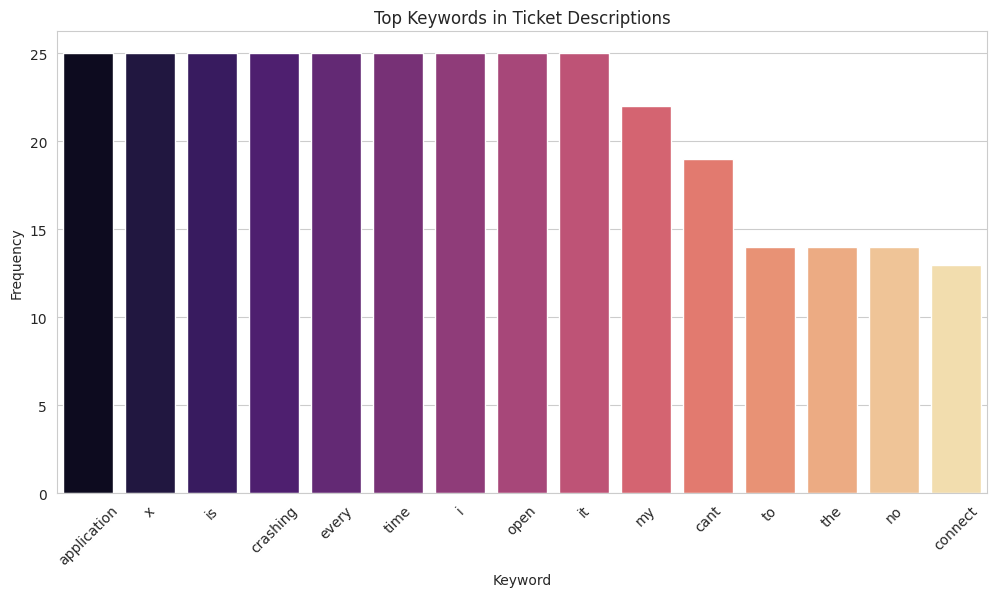 Top Keywords in Ticket Descriptions
Frequency
25
20
15
10
5
0
application
x
is
crashing
every
time
i
open
it
my
cant
to
the
no
connect
Keyword